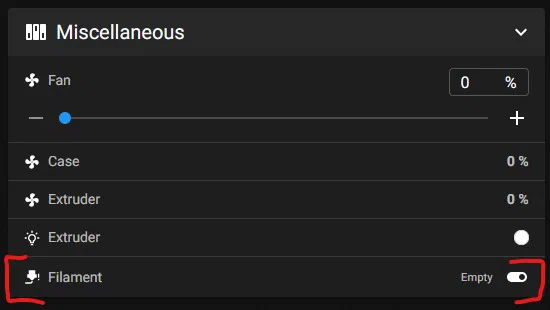 Miscellaneous
Fan
0 %
Case 0 %
Extruder 0 %
Extruder
Filament Empty